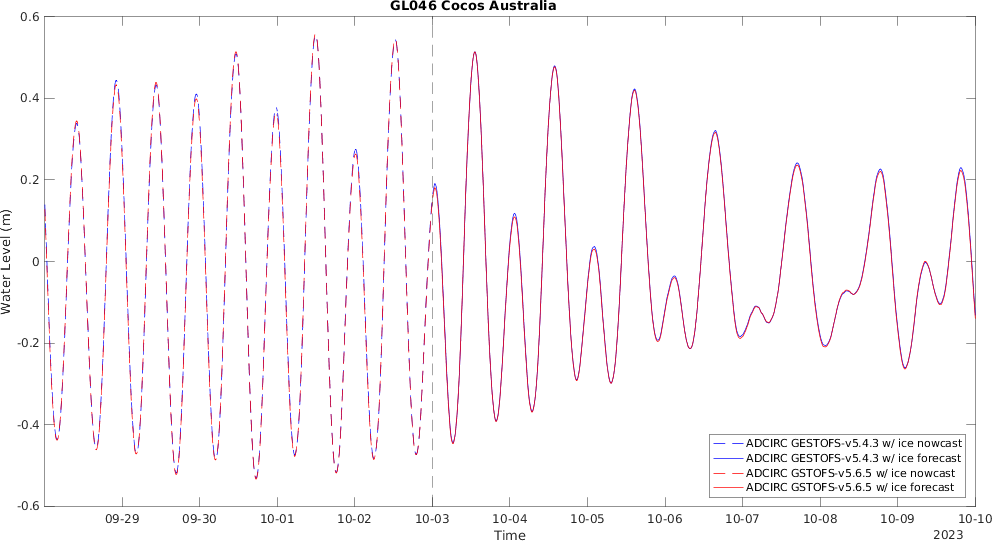 GL046 Cocos Australia
Water Level (m)
0.6
0.4
0.2
0
-0.2
-0.4
-0.6
ADCIRC GESTOFS-v5.4.3 w/ ice nowcast
ADCIRC GESTOFS-v5.4.3 w/ ice forecast
ADCIRC GSTOFS-v5.6.5 w/ ice nowcast
ADCIRC GSTOFS-v5.6.5 w/ ice forecast
09-29 09-30 10-01 10-02 10-03 10-04 10-05 10-06 10-07 10-08 10-09 10-10
Time
2023